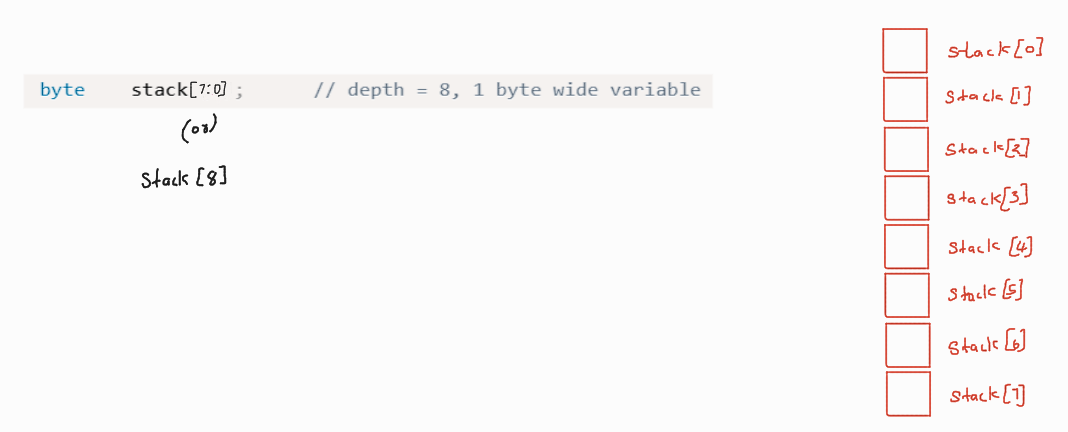 byte stack[7:0] ; // depth = 8, 1 byte wide variable
(or)
Stack [8]
Stack[0]
Stack[1]
Stack[2]
Stack[3]
Stack [4]
Stack[5]
Stack[6]
Stack[7]